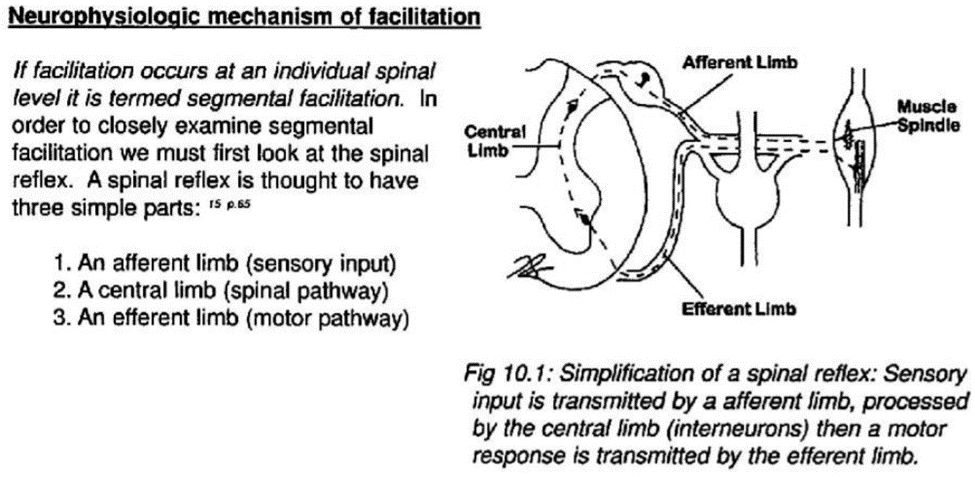 Neurophysiologic mechanism of facilitation
If facilitation occurs at an individual spinal
level it is termed segmental facilitation. In
order to closely examine segmental
facilitation we must first look at the spinal
reflex. A spinal reflex is thought to have
three simple parts: 15 p.65
1. An afferent limb (sensory input)
2. A central limb (spinal pathway)
3. An efferent limb (motor pathway)
Afferent Limb
Muscle
Spindle
Central
Limb
Efferent Limb
Fig 10.1: Simplification of a spinal reflex: Sensory
input is transmitted by a afferent limb, processed
by the central limb (interneurons) then a motor
response is transmitted by the efferent limb.